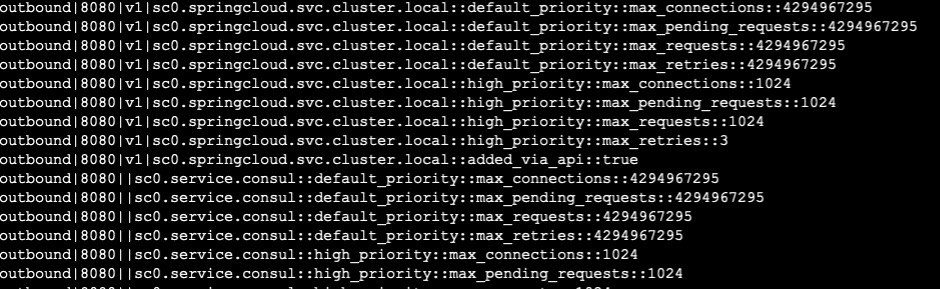 outbound|8080|v1|sc0.springcloud.svc.cluster.local::default_priority::max_connections::4294967295
outbound|8080|v1|sc0.springcloud.svc.cluster.local::default_priority::max_pending_requests::4294967295
outbound|8080|v1|sc0.springcloud.svc.cluster.local::default_priority::max_requests::4294967295
outbound|8080|v1|sc0.springcloud.svc.cluster.local::default_priority::max_retries::4294967295
outbound|8080|v1|sc0.springcloud.svc.cluster.local::high_priority::max_connections::1024
outbound|8080|v1|sc0.springcloud.svc.cluster.local::high_priority::max_pending_requests::1024
outbound|8080|v1|sc0.springcloud.svc.cluster.local::high_priority::max_requests::1024
outbound|8080|v1|sc0.springcloud.svc.cluster.local::high_priority::max_retries::3
outbound|8080|v1|sc0.springcloud.svc.cluster.local::added_via_api::true
outbound|8080||sc0.service.consul::default_priority::max_connections::4294967295
outbound|8080||sc0.service.consul::default_priority::max_pending_requests::4294967295
outbound|8080||sc0.service.consul::default_priority::max_requests::4294967295
outbound|8080||sc0.service.consul::default_priority::max_retries::4294967295
outbound|8080||sc0.service.consul::high_priority::max_connections::1024
outbound|8080||sc0.service.consul::high_priority::max_pending_requests::1024